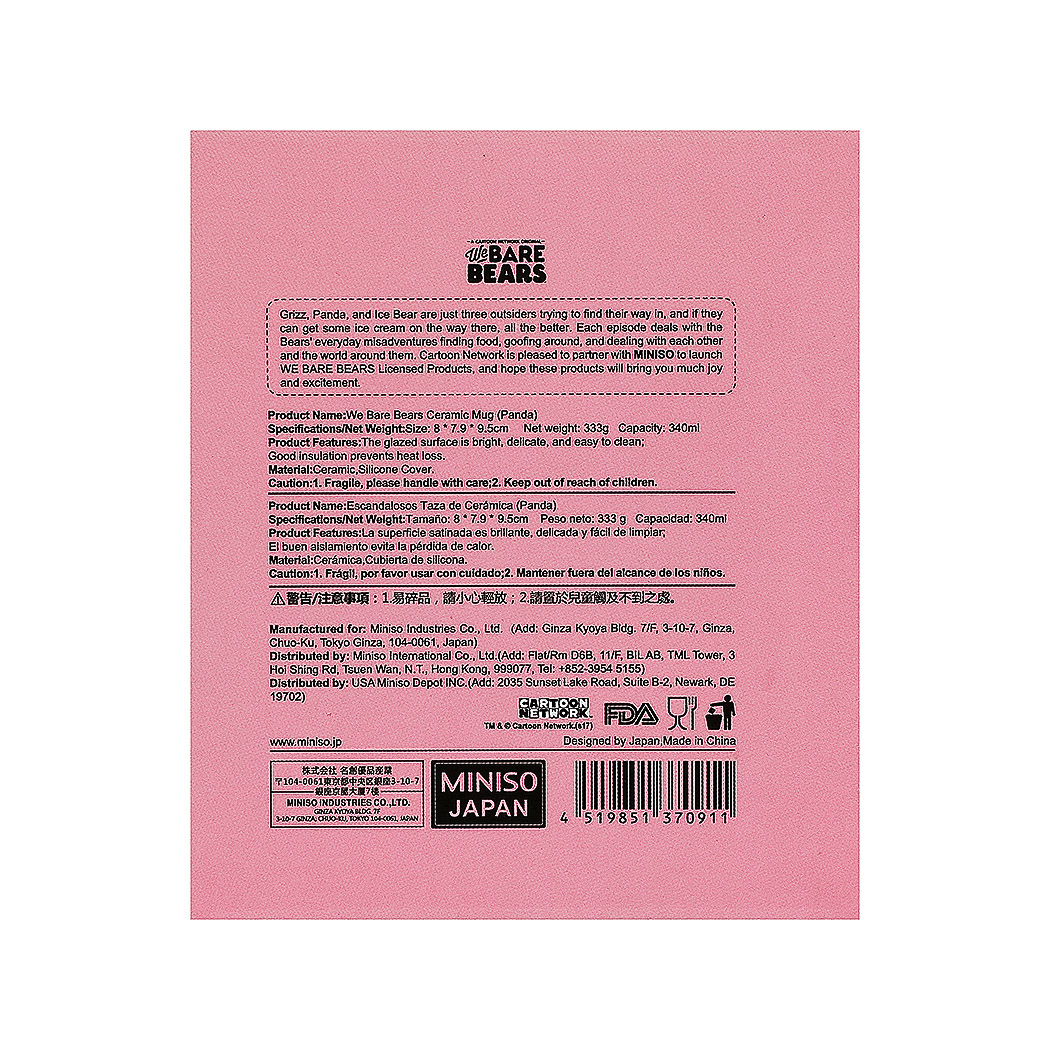 A CARTOON NETWORK ORIGINAL
We BARE
BEARS
Grizz, Panda, and Ice Bear are just three outsiders trying to find their way in, and if they
can get some ice cream on the way there, all the better. Each episode deals with the
Bears' everyday misadventures finding food, goofing around, and dealing with each other
and the world around them. Cartoon Network is pleased to partner with MINISO to launch
WE BARE BEARS Licensed Products, and hope these products will bring you much joy
and excitement.
Product Name:We Bare Bears Ceramic Mug (Panda)
Specifications/Net Weight:Size: 8 * 7.9 * 9.5cm Net weight: 333g Capacity: 340ml
Product Features:The glazed surface is bright, delicate, and easy to clean;
Good insulation prevents heat loss.
Material:Ceramic,Silicone Cover.
Caution:1. Fragile, please handle with care;2. Keep out of reach of children.
Product Name:Escandalosos Taza de Cerámica (Panda)
Specifications/Net Weight:Tamaño: 8 * 7.9 * 9.5cm Peso neto: 333 g Capacidad: 340ml
Product Features:La superficie satinada es brillante, delicada y fácil de limpiar;
El buen aislamiento evita la pérdida de calor.
Material:Cerámica,Cubierta de silicona.
Caution:1. Frágil, por favor usar con cuidado;2. Mantener fuera del alcance de los niños.
⚠警告/注意事項：1.易碎品，請小心輕放；2.請置於兒童觸及不到之處。
Manufactured for: Miniso Industries Co., Ltd. (Add: Ginza Kyoya Bldg. 7/F, 3-10-7, Ginza,
Chuo-Ku, Tokyo Ginza, 104-0061, Japan)
Distributed by: Miniso International Co., Ltd.(Add: Flat/Rm D6B, 11/F, BIL AB, TML Tower, 3
Hoi Shing Rd, Tsuen Wan, N.T., Hong Kong, 999077, Tel: +852-3954 5155)
Distributed by: USA Miniso Depot INC.(Add: 2035 Sunset Lake Road, Suite B-2, Newark, DE
19702)
CARTOON
NETWORK.
TM & © Cartoon Network.(s17)
FDA
www.miniso.jp
Designed by Japan,Made in China
株式会社 名創優品産業
〒104-0061東京都中央区銀座3-10-7
銀座京屋大厦7楼
MINISO INDUSTRIES CO.,LTD.
GINZA KYOYA BLDG. 7F
3-10-7 GINZA, CHUO-KU, TOKYO 104-0061, JAPAN
MINISO
JAPAN
4 519851 370911